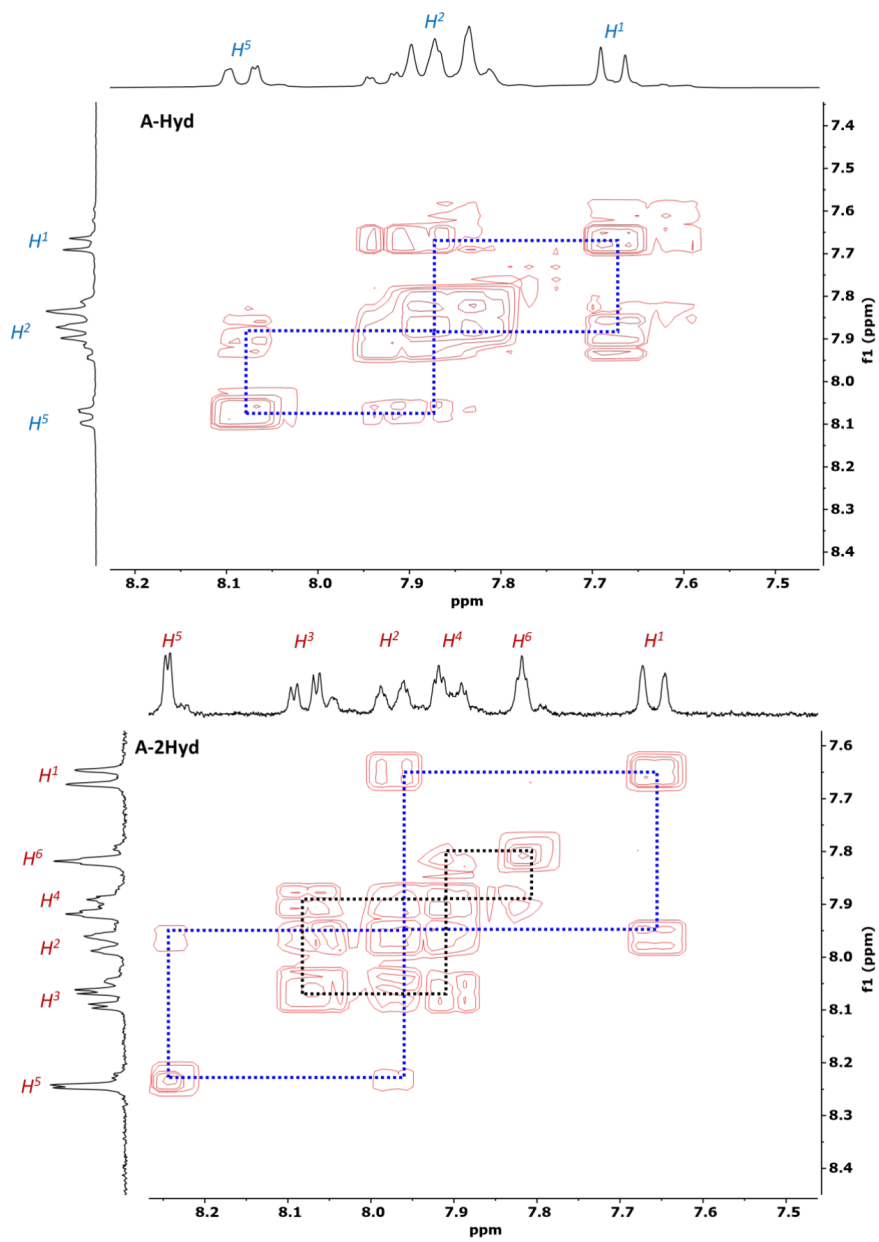 H⁵ H² H¹
A-Hyd
H¹
H²
H⁵
7.4
7.5
7.6
7.7
7.8
7.9
8.0
8.1
8.2
8.3
8.4
f1 (ppm)
8.2 8.1 8.0 7.9 7.8 7.7 7.6 7.5
ppm
H⁵ H³ H² H⁴ H⁶ H¹
A-2Hyd
H¹
H⁶
H⁴
H²
H³
H⁵
7.6
7.7
7.8
7.9
8.0
8.1
8.2
8.3
8.4
f1 (ppm)
8.2 8.1 8.0 7.9 7.8 7.7 7.6 7.5
ppm